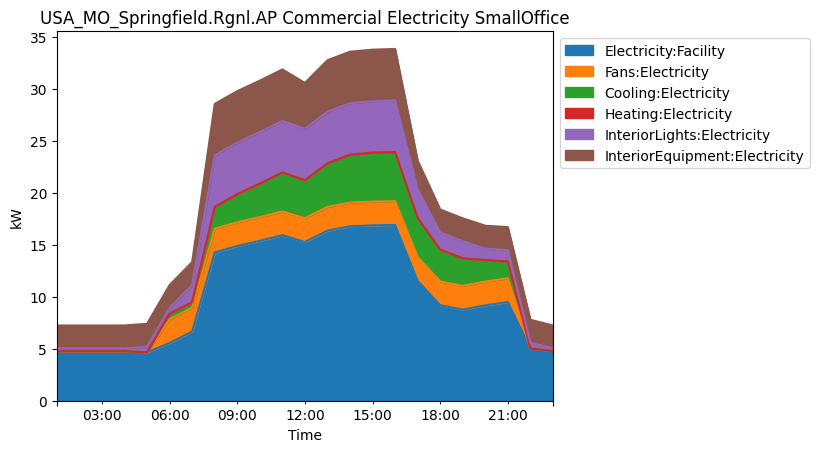 USA_MO_Springfield.Rgnl.AP Commercial Electricity SmallOffice
35
30
25
20
15
10
5
0
kW
03:00 06:00 09:00 12:00 15:00 18:00 21:00
Time
Electricity:Facility
Fans:Electricity
Cooling:Electricity
Heating:Electricity
InteriorLights:Electricity
InteriorEquipment:Electricity